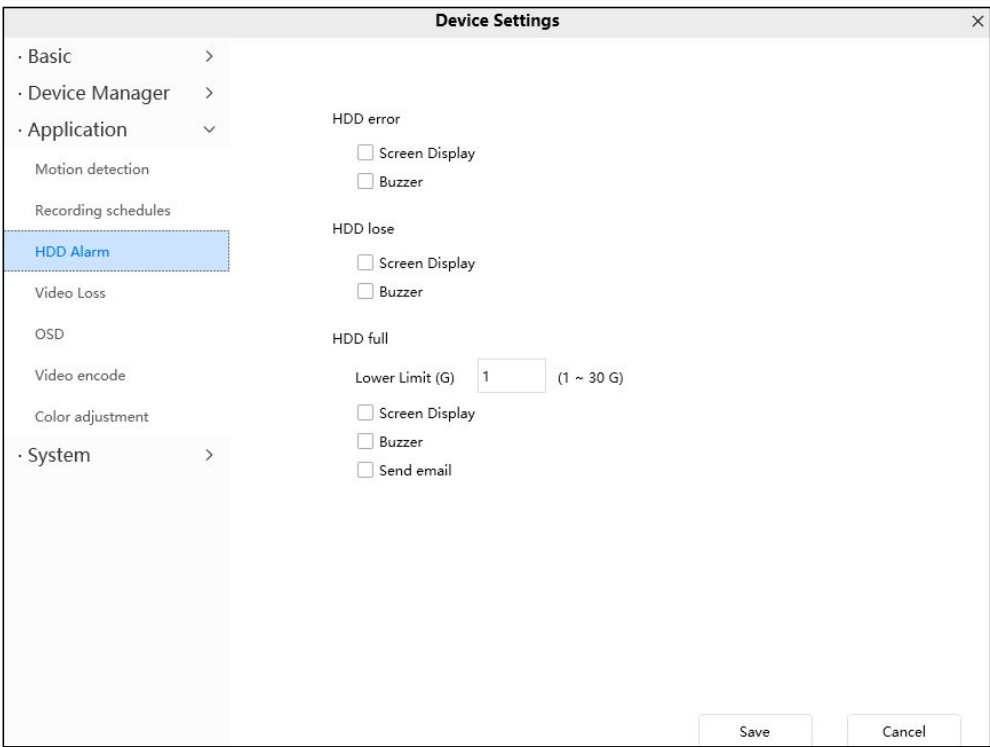 Device Settings
· Basic
· Device Manager
· Application
Motion detection
Recording schedules
HDD Alarm
Video Loss
OSD
Video encode
Color adjustment
· System
HDD error
Screen Display
Buzzer
HDD lose
Screen Display
Buzzer
HDD full
Lower Limit (G) 1 (1 ~ 30 G)
Screen Display
Buzzer
Send email
Save Cancel